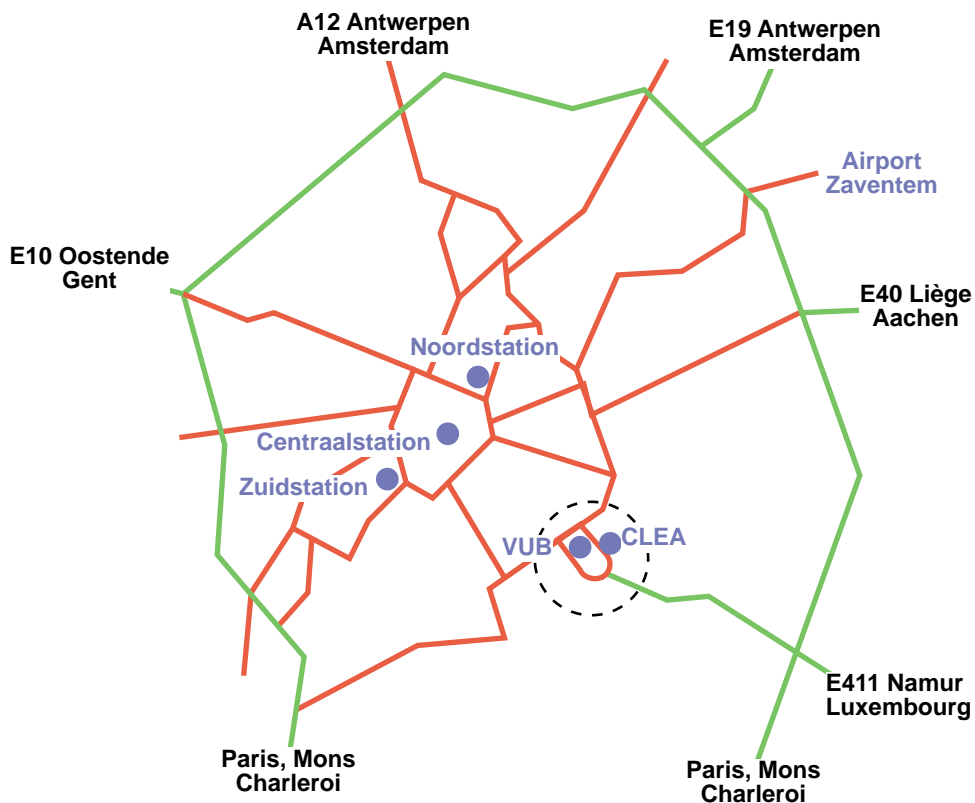 A12 Antwerpen
Amsterdam
E19 Antwerpen
Amsterdam
Airport
Zaventem
E10 Oostende
Gent
E40 Liège
Aachen
Noordstation
Centraalstation
Zuidstation
VUB
CLEA
E411 Namur
Luxembourg
Paris, Mons
Charleroi
Paris, Mons
Charleroi